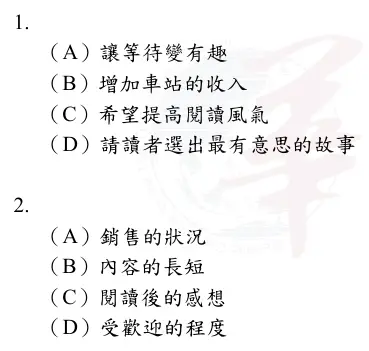 1.
（A）讓等待變有趣
（B）增加車站的收入
（C）希望提高閱讀風氣
（D）請讀者選出最有意思的故事
2.
（A）銷售的狀況
（B）內容的長短
（C）閱讀後的感想
（D）受歡迎的程度